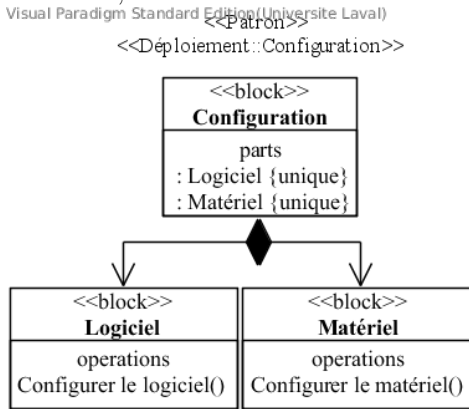 Visual Paradigm Standard Edition(Universite Laval)
<<Patron>>
<<Déploiement::Configuration>>
<<block>>
Configuration
parts
: Logiciel {unique}
: Matériel {unique}
<<block>>
Logiciel
operations
Configurer le logiciel()
<<block>>
Matériel
operations
Configurer le matériel()